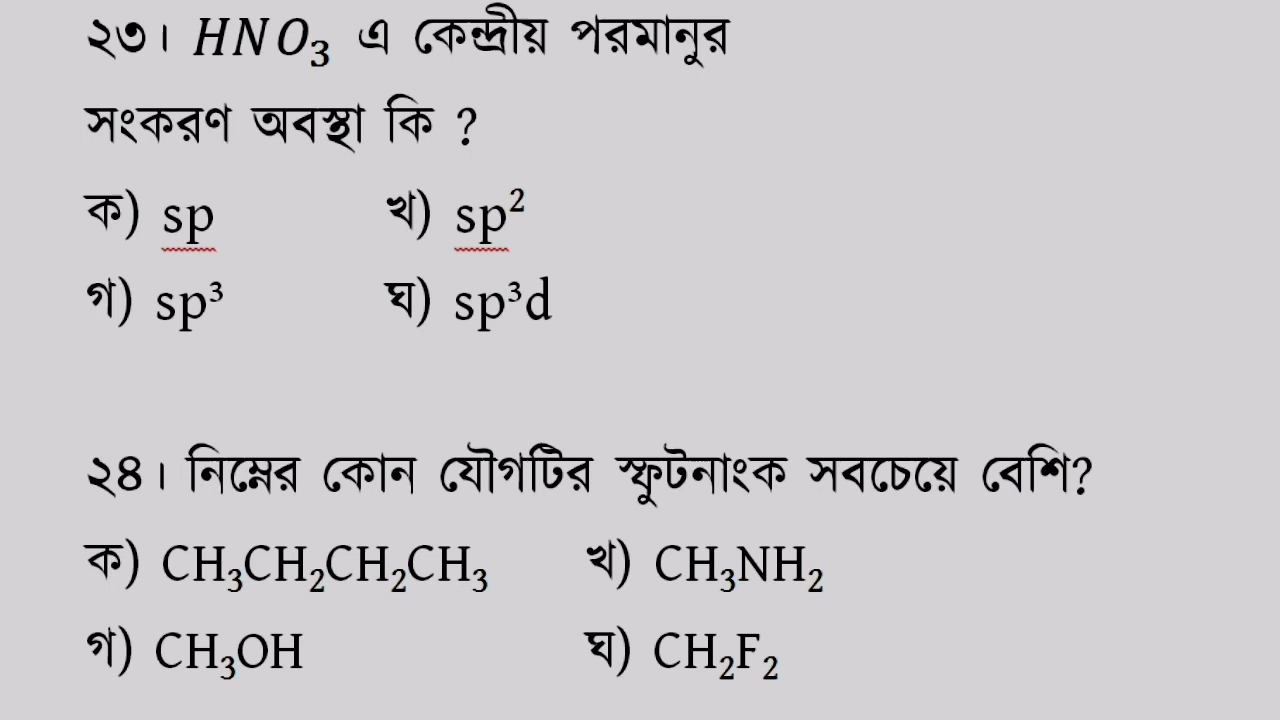 ২৩। HNO₃ এ কেন্দ্রীয় পরমানুর
সংকরণ অবস্থা কি ?
ক) sp খ) sp²
গ) sp³ ঘ) sp³d
২৪। নিম্নের কোন যৌগটির স্ফুটনাংক সবচেয়ে বেশি?
ক) CH₃CH₂CH₂CH₃ খ) CH₃NH₂
গ) CH₃OH ঘ) CH₂F₂